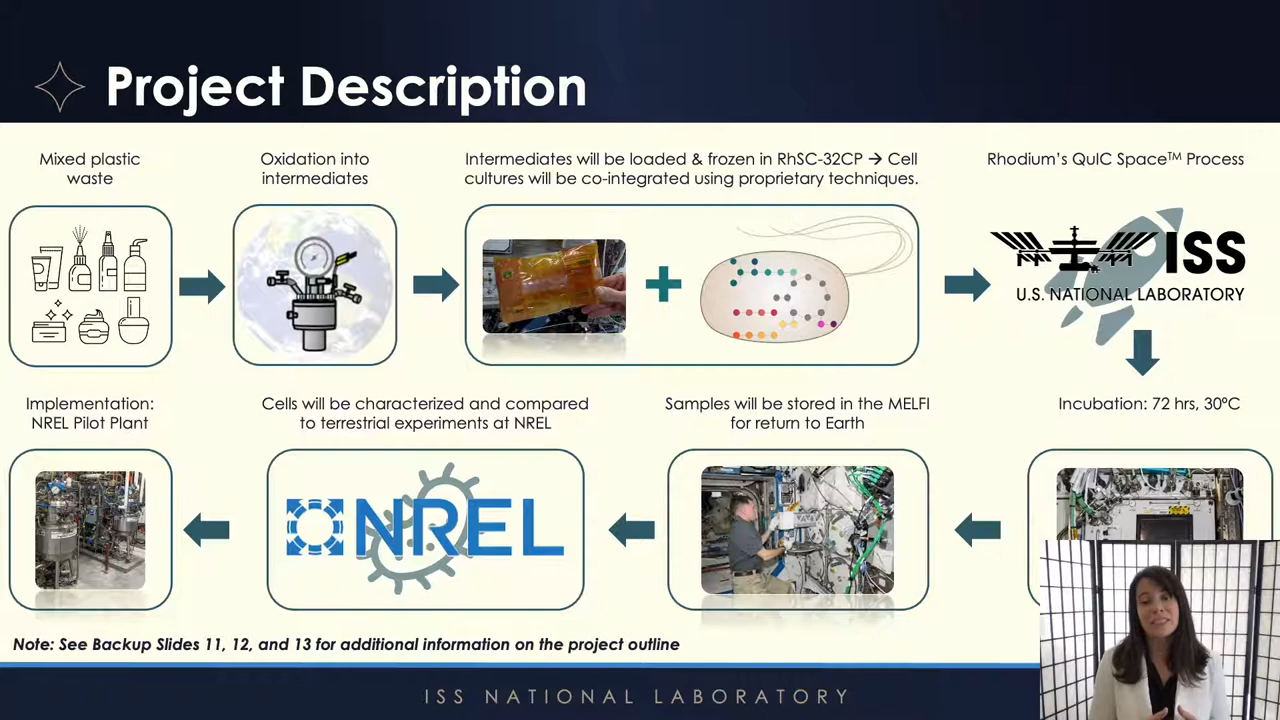 Project Description
Mixed plastic
waste
Oxidation into
intermediates
Intermediates will be loaded & frozen in RhSC-32CP → Cell
cultures will be co-integrated using proprietary techniques.
Rhodium’s QuIC Space™ Process
ISS
U.S. NATIONAL LABORATORY
Implementation:
NREL Pilot Plant
Cells will be characterized and compared
to terrestrial experiments at NREL
Samples will be stored in the MELFI
for return to Earth
Incubation: 72 hrs, 30ºC
NREL
Note: See Backup Slides 11, 12, and 13 for additional information on the project outline
ISS NATIONAL LABORATORY